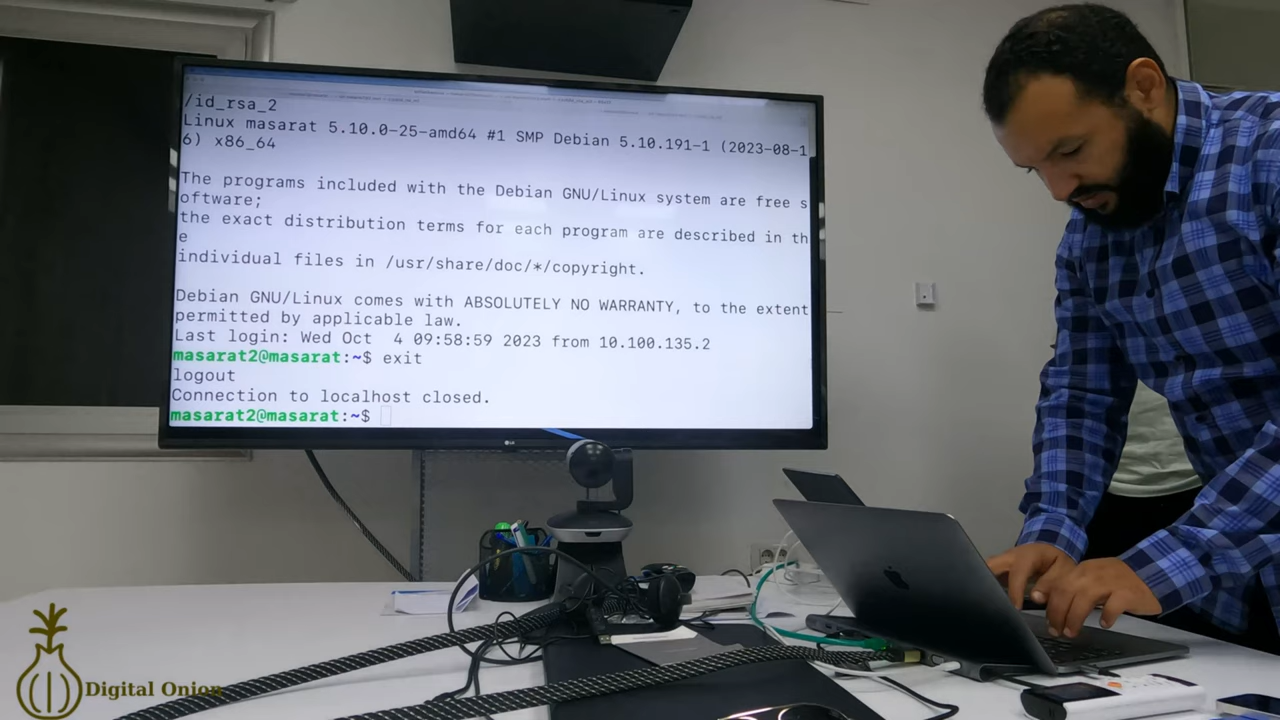 /id_rsa_2
Linux masarat 5.10.0-25-amd64 #1 SMP Debian 5.10.191-1 (2023-08-1
6) x86_64
The programs included with the Debian GNU/Linux system are free s
oftware;
the exact distribution terms for each program are described in th
e
individual files in /usr/share/doc/*/copyright.
Debian GNU/Linux comes with ABSOLUTELY NO WARRANTY, to the extent
permitted by applicable law.
Last login: Wed Oct  4 09:58:59 2023 from 10.100.135.2
masarat2@masarat:~$ exit
logout
Connection to localhost closed.
masarat2@masarat:~$
LG
Digital Onion